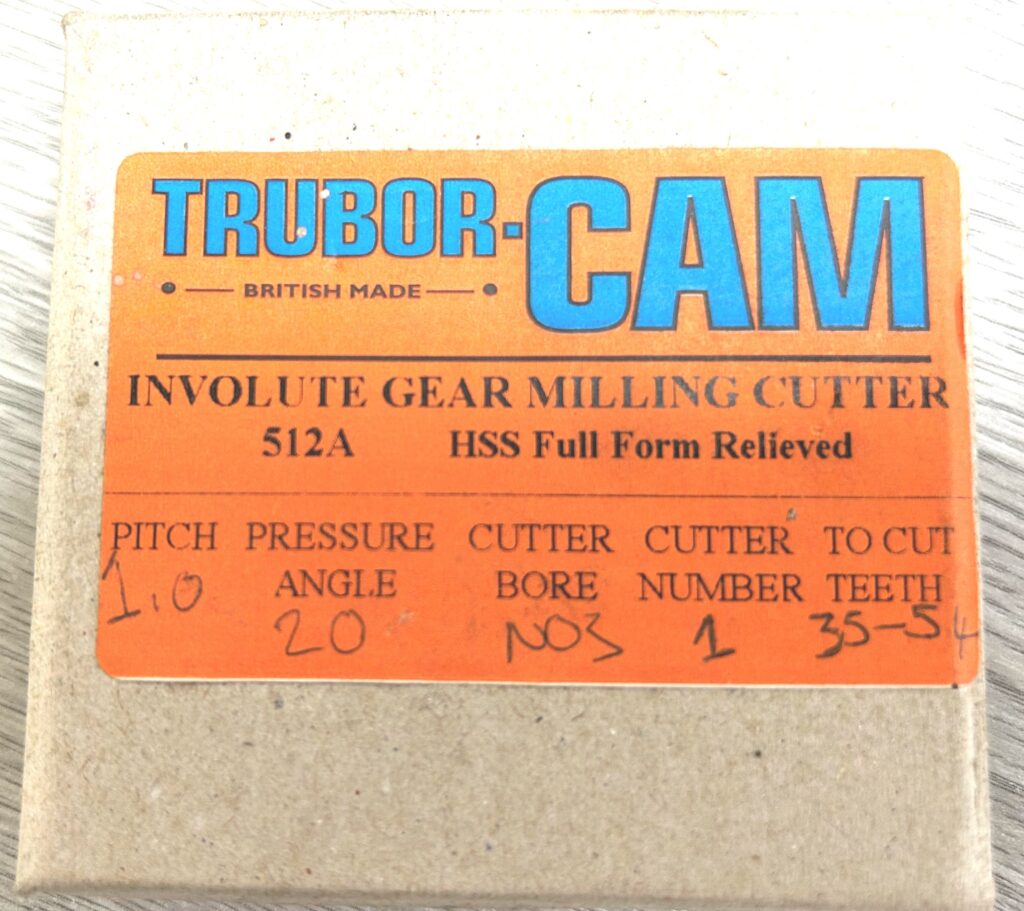 TRUBOR-CAM
BRITISH MADE
INVOLUTE GEAR MILLING CUTTER
512A HSS Full Form Relieved
PITCH PRESSURE CUTTER CUTTER TO CUT
ANGLE BORE NUMBER TEETH
1.0 20 NO3 1 35-54